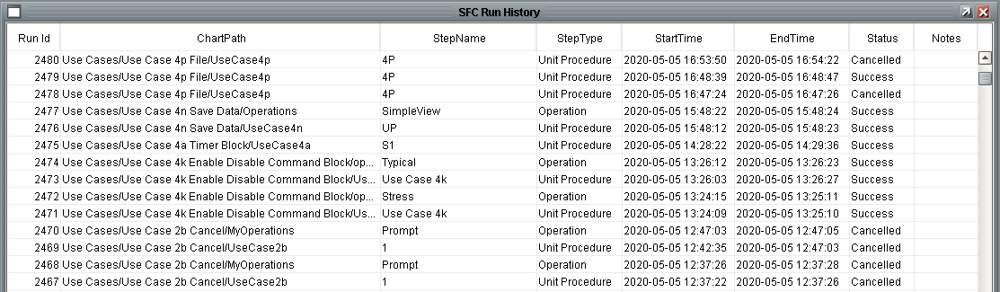 SFC Run History
Run Id ChartPath StepName StepType StartTime EndTime Status Notes
2480 Use Cases/Use Case 4p File/UseCase4p 4P Unit Procedure 2020-05-05 16:53:50 2020-05-05 16:54:22 Cancelled
2479 Use Cases/Use Case 4p File/UseCase4p 4P Unit Procedure 2020-05-05 16:48:39 2020-05-05 16:48:47 Success
2478 Use Cases/Use Case 4p File/UseCase4p 4P Unit Procedure 2020-05-05 16:47:24 2020-05-05 16:47:26 Cancelled
2477 Use Cases/Use Case 4n Save Data/Operations SimpleView Operation 2020-05-05 15:48:22 2020-05-05 15:48:24 Success
2476 Use Cases/Use Case 4n Save Data/UseCase4n UP Unit Procedure 2020-05-05 15:48:12 2020-05-05 15:48:23 Success
2475 Use Cases/Use Case 4a Timer Block/UseCase4a S1 Unit Procedure 2020-05-05 14:28:22 2020-05-05 14:29:36 Success
2474 Use Cases/Use Case 4k Enable Disable Command Block/op... Typical Operation 2020-05-05 13:26:12 2020-05-05 13:26:23 Success
2473 Use Cases/Use Case 4k Enable Disable Command Block/Us... Use Case 4k Unit Procedure 2020-05-05 13:26:03 2020-05-05 13:26:27 Success
2472 Use Cases/Use Case 4k Enable Disable Command Block/op... Stress Operation 2020-05-05 13:24:15 2020-05-05 13:25:11 Success
2471 Use Cases/Use Case 4k Enable Disable Command Block/Us... Use Case 4k Unit Procedure 2020-05-05 13:24:09 2020-05-05 13:25:10 Success
2470 Use Cases/Use Case 2b Cancel/MyOperations Prompt Operation 2020-05-05 12:47:03 2020-05-05 12:47:05 Cancelled
2469 Use Cases/Use Case 2b Cancel/UseCase2b 1 Unit Procedure 2020-05-05 12:42:35 2020-05-05 12:47:03 Cancelled
2468 Use Cases/Use Case 2b Cancel/MyOperations Prompt Operation 2020-05-05 12:37:26 2020-05-05 12:37:28 Cancelled
2467 Use Cases/Use Case 2b Cancel/UseCase2b 1 Unit Procedure 2020-05-05 12:37:22 2020-05-05 12:37:26 Cancelled